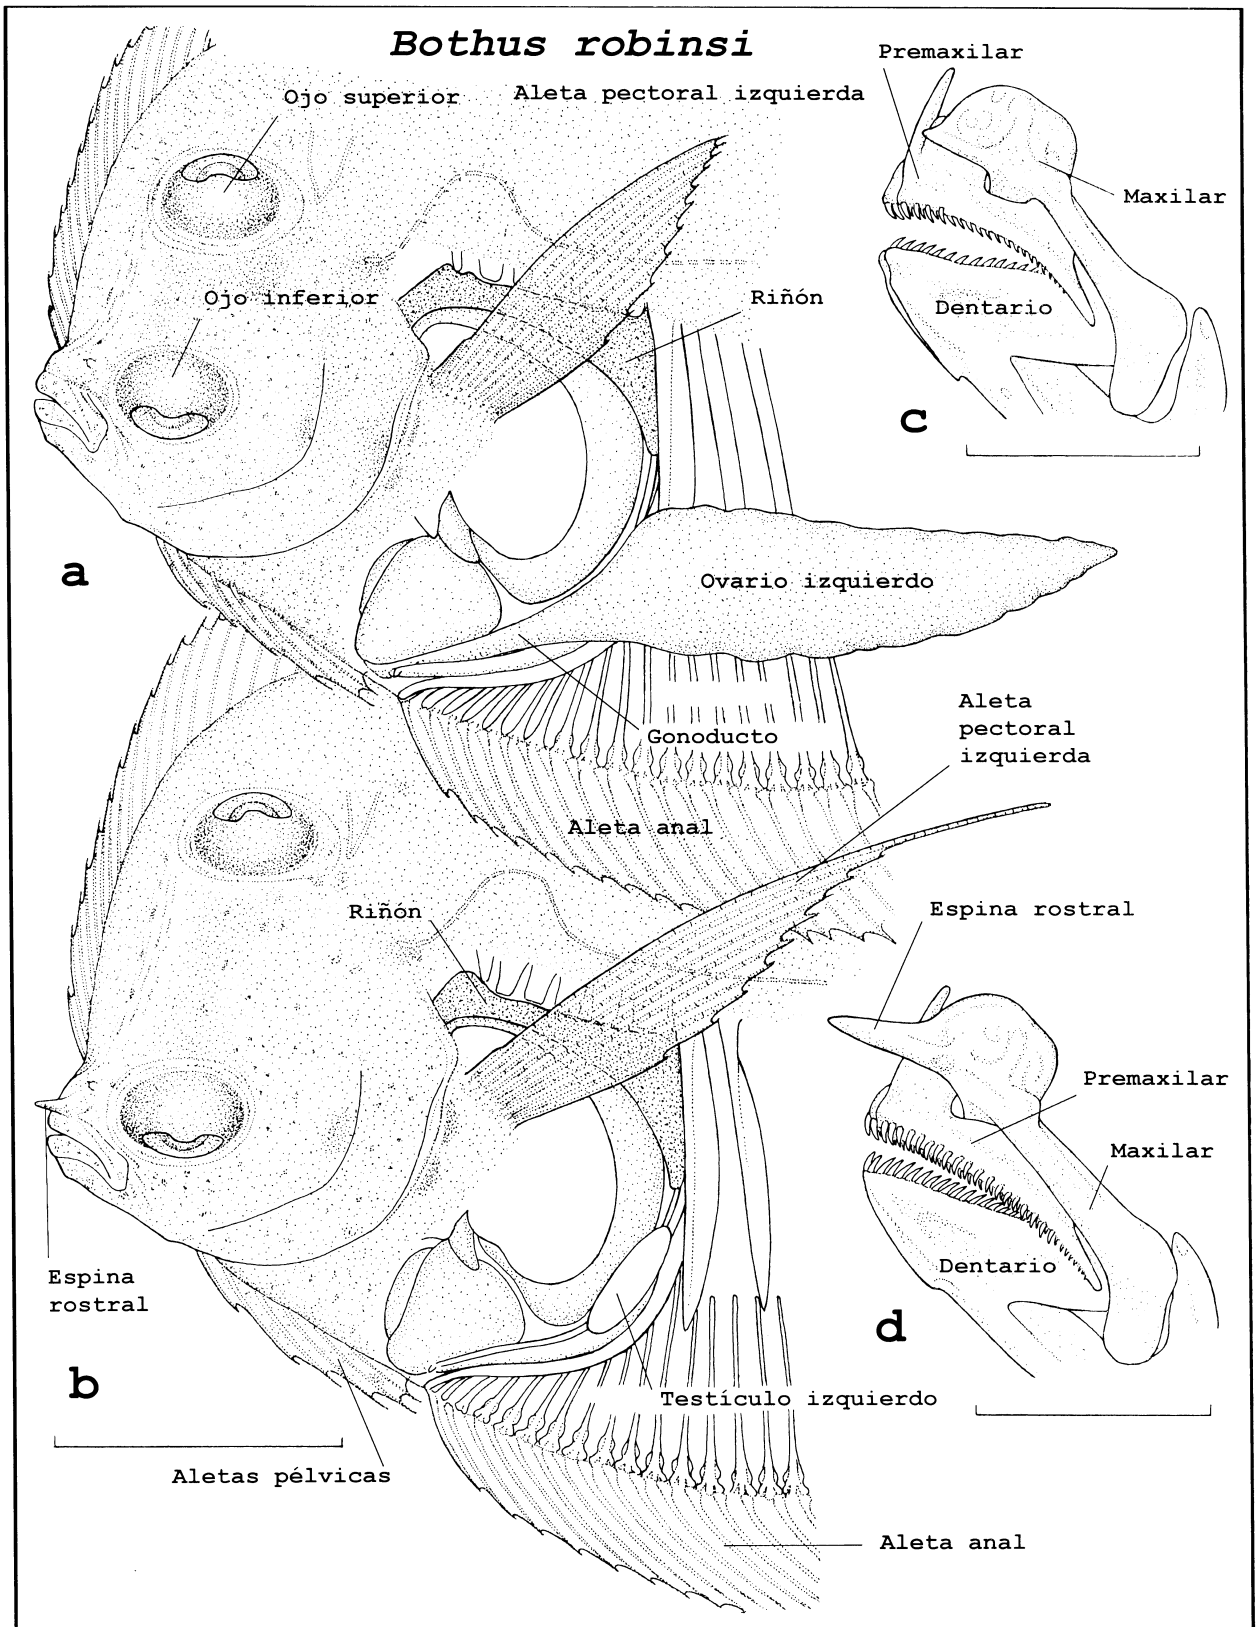 Bothus robinsi
Premaxilar
Ojo superior
Aleta pectoral izquierda
Maxilar
Ojo inferior
Riñón
Dentario
c
a
Ovario izquierdo
Gonoducto
Aleta
pectoral
izquierda
Aleta anal
Riñón
Espina rostral
Premaxilar
Maxilar
Dentario
Espina
rostral
d
b
Testículo izquierdo
Aletas pélvicas
Aleta anal